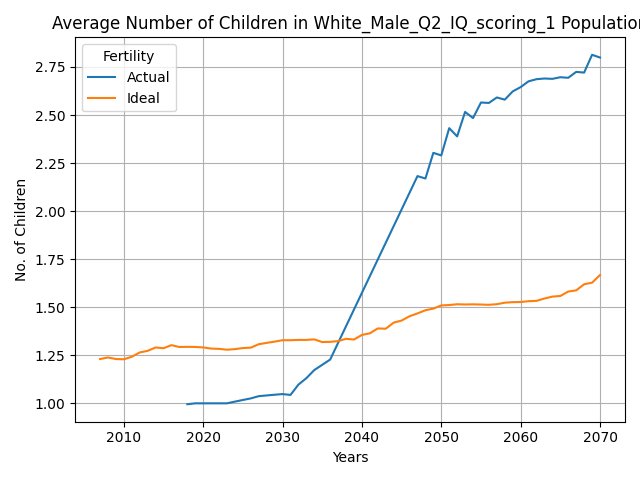 Average Number of Children in White_Male_Q2_IQ_scoring_1 Population
Fertility
Actual
Ideal
2.75
2.50
2.25
2.00
1.75
1.50
1.25
1.00
No. of Children
2010 2020 2030 2040 2050 2060 2070
Years